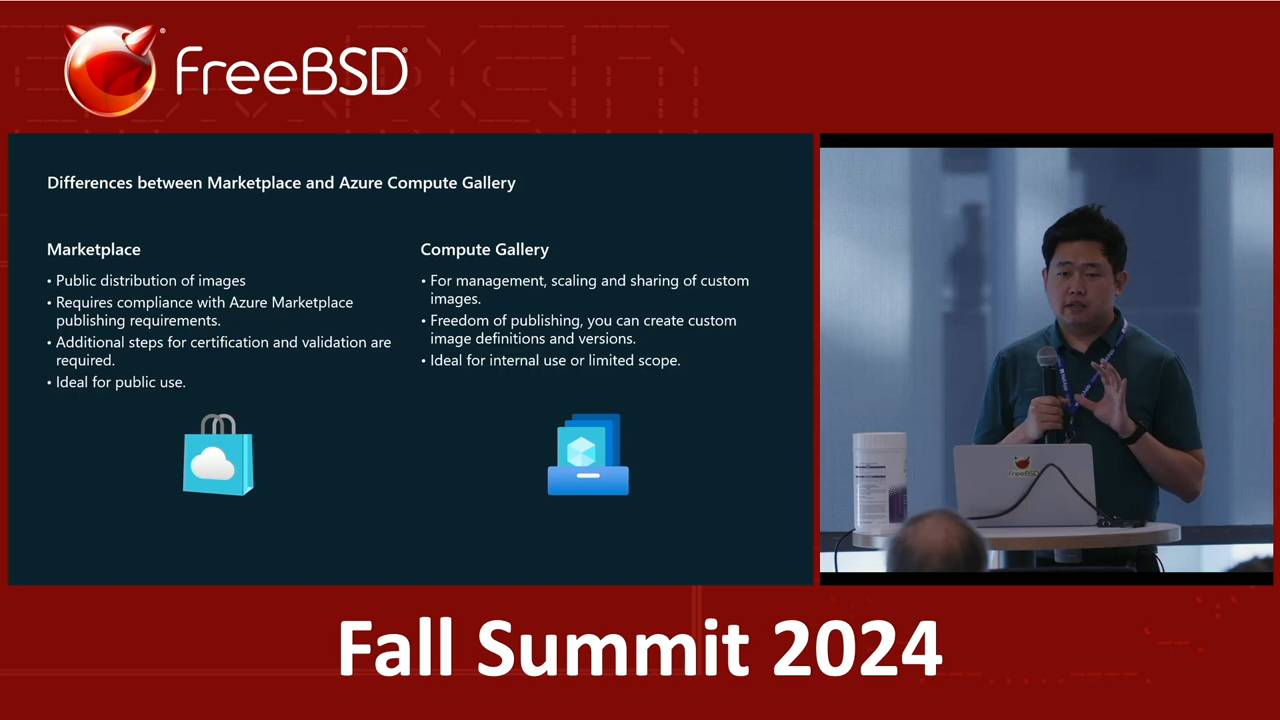 FreeBSD®
Differences between Marketplace and Azure Compute Gallery
Marketplace
• Public distribution of images
• Requires compliance with Azure Marketplace
publishing requirements.
• Additional steps for certification and validation are
required.
• Ideal for public use.
Compute Gallery
• For management, scaling and sharing of custom
images.
• Freedom of publishing, you can create custom
image definitions and versions.
• Ideal for internal use or limited scope.
FreeBSD
Fall Summit 2024